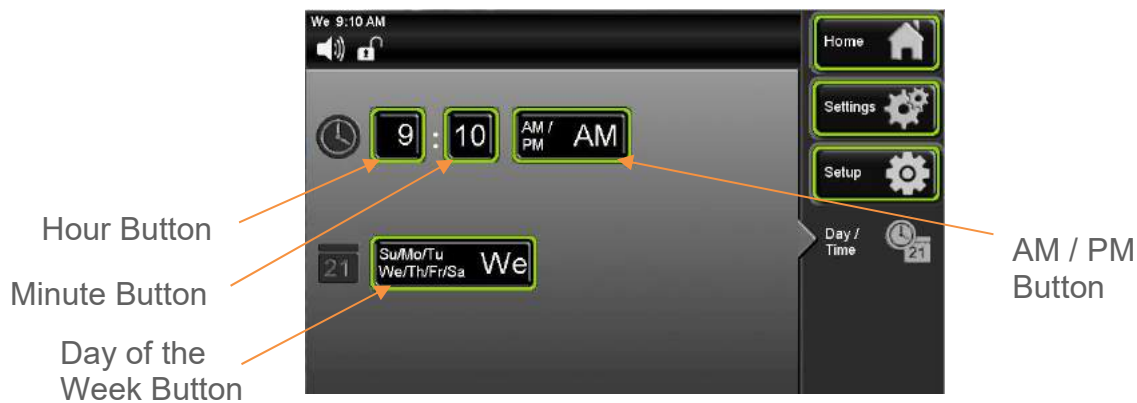 We 9:10 AM
Home
Settings
9 : 10 AM / PM AM
Setup
Hour Button
Day / Time
21
AM / PM Button
21
Su/Mo/Tu
We/Th/Fr/Sa We
Minute Button
Day of the
Week Button